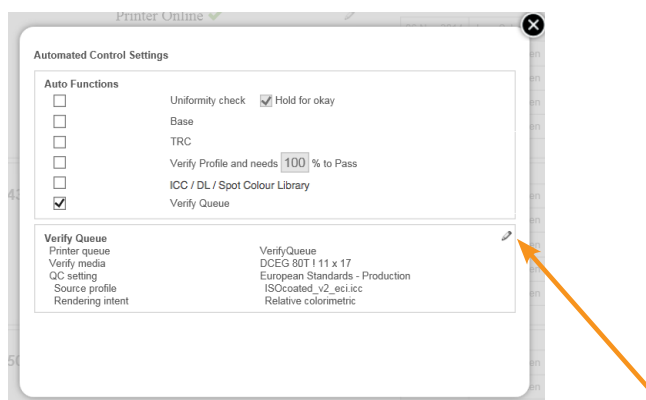 Printer Online
Automated Control Settings
Auto Functions
Uniformity check Hold for okay
Base
TRC
Verify Profile and needs 100 % to Pass
ICC / DL / Spot Colour Library
Verify Queue
Verify Queue
Printer queue VerifyQueue
Verify media DCEG 80T ! 11 x 17
QC setting European Standards - Production
Source profile ISOcoated_v2_eci.icc
Rendering intent Relative colorimetric